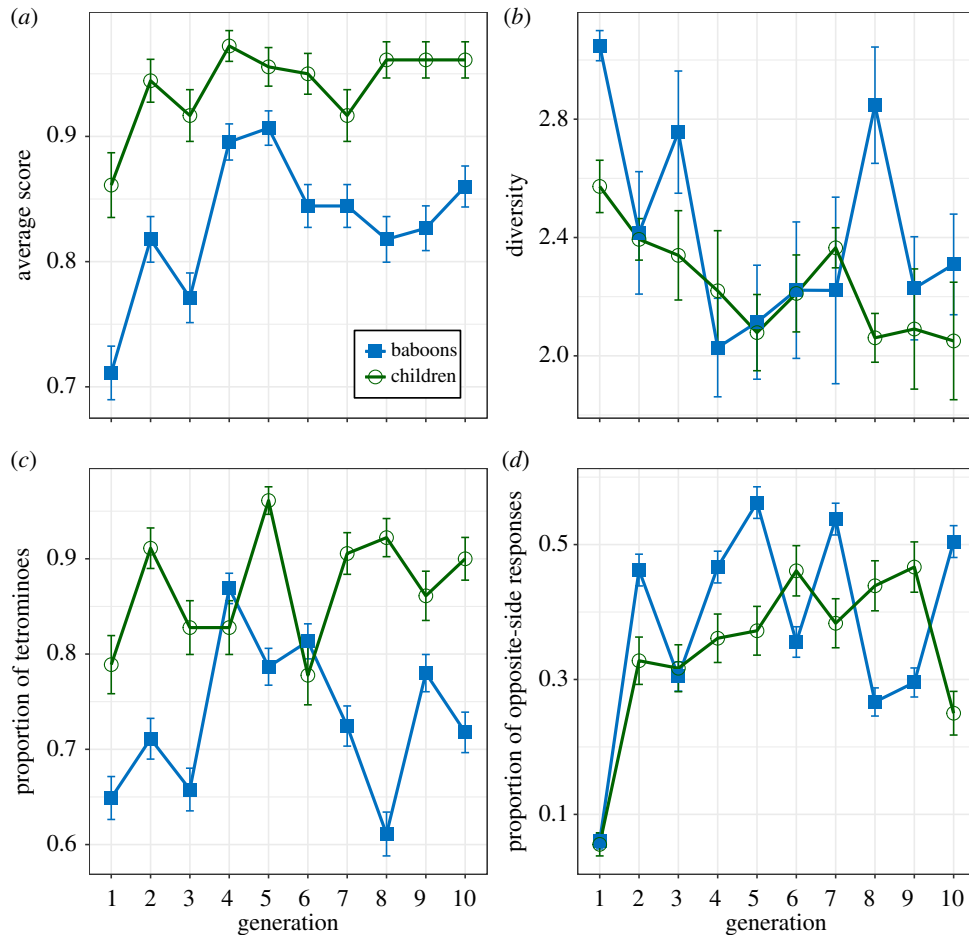 (a)
average score
0.9
0.8
0.7
baboons
children
(b)
diversity
2.8
2.4
2.0
(c)
proportion of tetrominoes
0.9
0.8
0.7
0.6
1 2 3 4 5 6 7 8 9 10
generation
(d)
proportion of opposite-side responses
0.5
0.3
0.1
1 2 3 4 5 6 7 8 9 10
generation